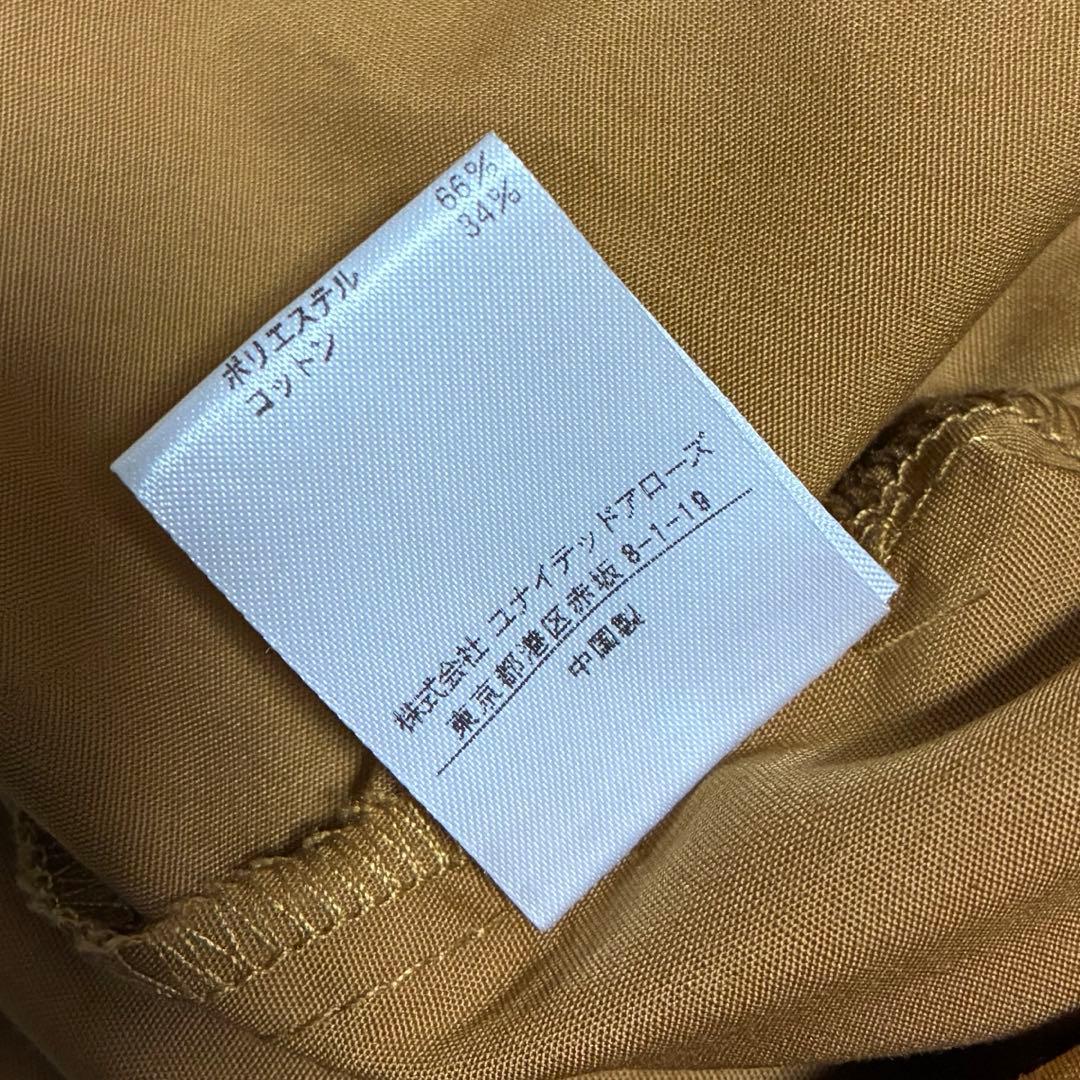 ポリエステル 66%
コットン 34%
株式会社 ユナイテッドアローズ
東京都港区赤坂 8-1-19
中国製